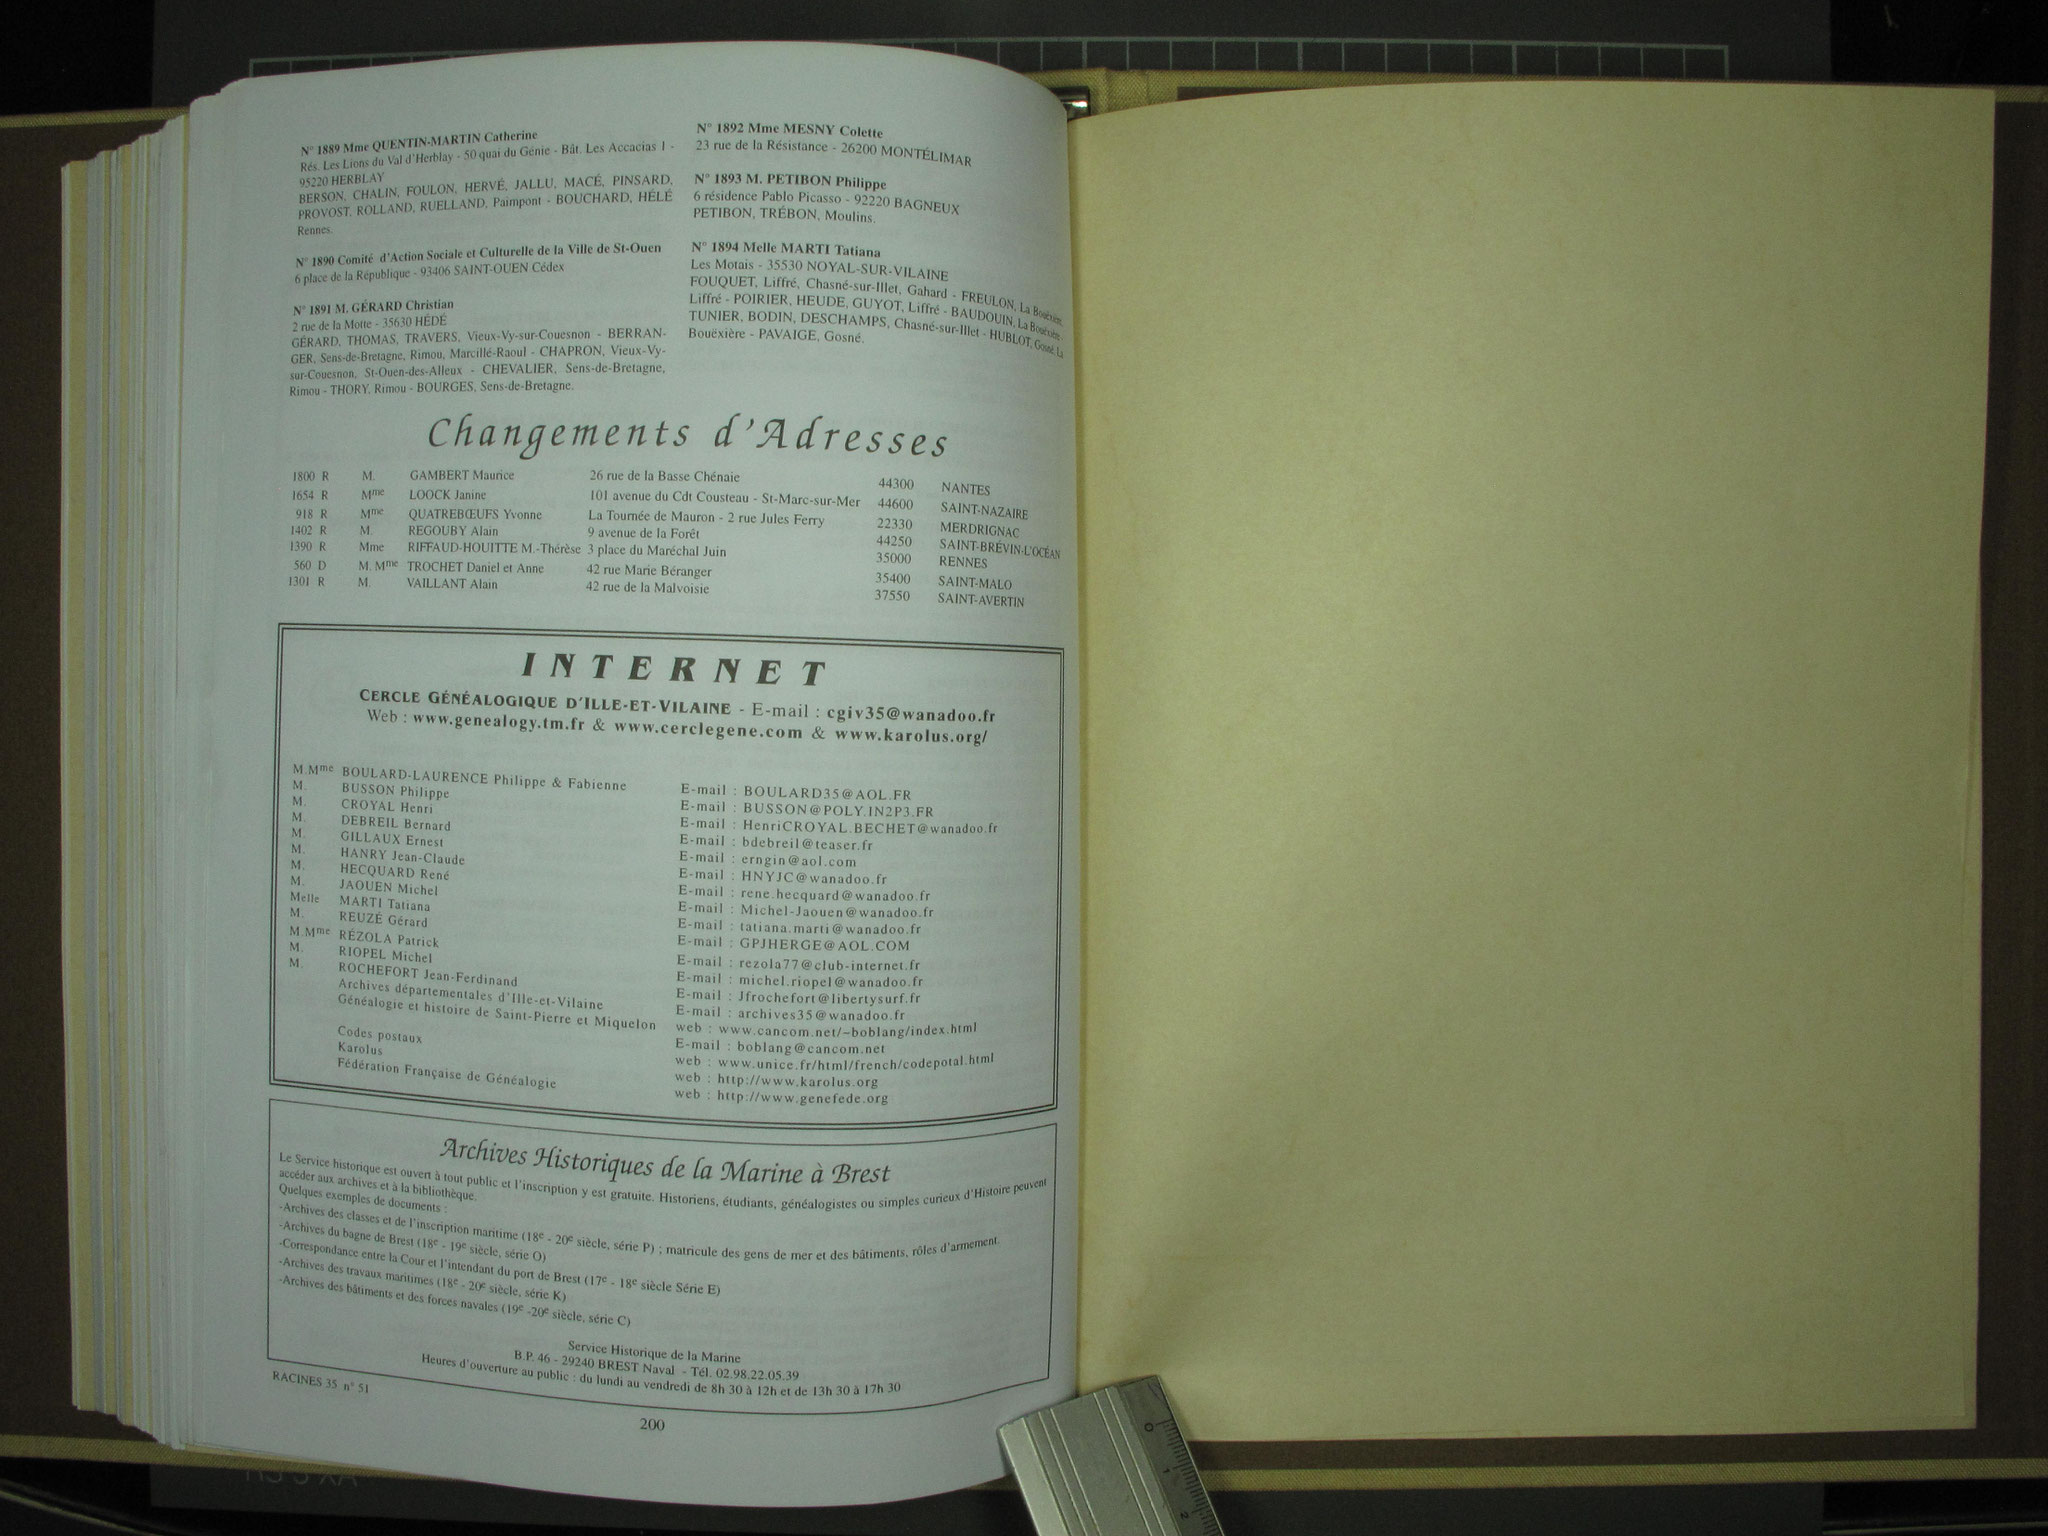 N° 1889 Mme QUENTIN-MARTIN Catherine
Rés. Les Lions du Val d'Herblay - 50 quai du Génie - Bât. Les Accacias 1 -
95220 HERBLAY
BERSON, CHALIN, FOULON, HERVÉ, JALLU, MACÉ, PINSARD,
PROVOST, ROLLAND, RUELLAND, Paimpont - BOUCHARD, HÉLÉ
Rennes.
N° 1890 Comité d'Action Sociale et Culturelle de la Ville de St-Ouen
6 place de la République - 93406 SAINT-OUEN Cédex
N° 1891 M. GÉRARD Christian
2 rue de la Motte - 35630 HÉDÉ
GÉRARD, THOMAS, TRAVERS, Vieux-Vy-sur-Couesnon - BERRAN-
GER, Sens-de-Bretagne, Rimou, Marcillé-Raoul - CHAPRON, Vieux-Vy-
sur-Couesnon, St-Ouen-des-Alleux - CHEVALIER, Sens-de-Bretagne,
Rimou - THORY, Rimou - BOURGES, Sens-de-Bretagne.
N° 1892 Mme MESNY Colette
23 rue de la Résistance - 26200 MONTÉLIMAR
N° 1893 M. PETIBON Philippe
6 résidence Pablo Picasso - 92220 BAGNEUX
PETIBON, TRÉBON, Moulins.
N° 1894 Melle MARTI Tatiana
Les Motais - 35530 NOYAL-SUR-VILAINE
FOUQUET, Liffré, Chasné-sur-Illet, Gahard - FREULON, La Bouëxière,
Liffré - POIRIER, HEUDE, GUYOT, Liffré - BAUDOUIN, La Bouëxière -
TUNIER, BODIN, DESCHAMPS, Chasné-sur-Illet - HUBLOT, Gosné, La
Bouëxière - PAVAIGE, Gosné.
Changements d'Adresses
1800 R M. GAMBERT Maurice 26 rue de la Basse Chénaie 44300 NANTES
1654 R Mme LOOCK Janine 101 avenue du Cdt Cousteau - St-Marc-sur-Mer 44600 SAINT-NAZAIRE
918 R Mme QUATREBŒUFS Yvonne La Tournée de Mauron - 2 rue Jules Ferry 22330 MERDRIGNAC
1402 R M. REGOUBY Alain 9 avenue de la Forêt 44250 SAINT-BRÉVIN-L'OCÉAN
1390 R Mme RIFFAUD-HOUITTE M.-Thérèse 3 place du Maréchal Juin 35000 RENNES
560 D M. Mme TROCHET Daniel et Anne 42 rue Marie Béranger 35400 SAINT-MALO
1301 R M. VAILLANT Alain 42 rue de la Malvoisie 37550 SAINT-AVERTIN
INTERNET
CERCLE GÉNÉALOGIQUE D'ILLE-ET-VILAINE - E-mail : cgiv35@wanadoo.fr
Web : www.genealogy.tm.fr & www.cerclegene.com & www.karolus.org/
M.Mme BOULARD-LAURENCE Philippe & Fabienne E-mail : BOULARD35@AOL.FR
M. BUSSON Philippe E-mail : BUSSON@POLY.IN2P3.FR
M. CROYAL Henri E-mail : HenriCROYAL.BECHET@wanadoo.fr
M. DEBREIL Bernard E-mail : bdebreil@teaser.fr
M. GILLAUX Ernest E-mail : erngin@aol.com
M. HANRY Jean-Claude E-mail : HNYJC@wanadoo.fr
M. HECQUARD René E-mail : rene.hecquard@wanadoo.fr
M. JAOUEN Michel E-mail : Michel-Jaouen@wanadoo.fr
Melle MARTI Tatiana E-mail : tatiana.marti@wanadoo.fr
M. REUZÉ Gérard E-mail : GPJHERGE@AOL.COM
M.Mme RÉZOLA Patrick E-mail : rezola77@club-internet.fr
M. RIOPEL Michel E-mail : michel.riopel@wanadoo.fr
M. ROCHEFORT Jean-Ferdinand E-mail : Jfrochefort@libertysurf.fr
Archives départementales d'Ille-et-Vilaine E-mail : archives35@wanadoo.fr
Généalogie et histoire de Saint-Pierre et Miquelon web : www.cancom.net/~boblang/index.html
E-mail : boblang@cancom.net
Codes postaux web : www.unice.fr/html/french/codepotal.html
Karolus web : http://www.karolus.org
Fédération Française de Généalogie web : http://www.genefede.org
Archives Historiques de la Marine à Brest
Le Service historique est ouvert à tout public et l'inscription y est gratuite. Historiens, étudiants, généalogistes ou simples curieux d'Histoire peuvent
accéder aux archives et à la bibliothèque.
Quelques exemples de documents :
-Archives des classes et de l'inscription maritime (18e - 20e siècle, série P) ; matricule des gens de mer et des bâtiments, rôles d'armement.
-Archives du bagne de Brest (18e - 19e siècle, série O)
-Correspondance entre la Cour et l'intendant du port de Brest (17e - 18e siècle Série E)
-Archives des travaux maritimes (18e - 20e siècle, série K)
-Archives des bâtiments et des forces navales (19e -20e siècle, série C)
Service Historique de la Marine
B.P. 46 - 29240 BREST Naval - Tél. 02.98.22.05.39
Heures d'ouverture au public : du lundi au vendredi de 8h 30 à 12h et de 13h 30 à 17h 30
RACINES 35 n° 51
200
0
1
2